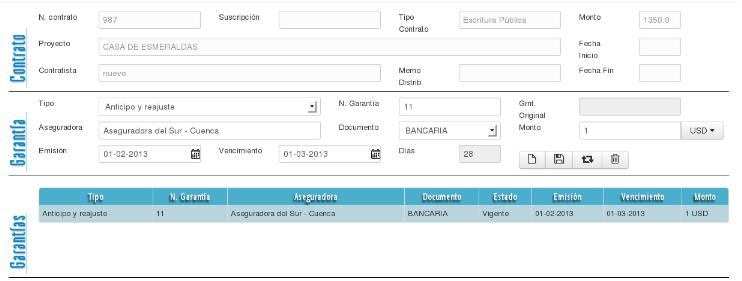 Contrato
N. contrato 987 Suscripción Tipo Contrato Escritura Pública Monto 1350.0
Proyecto CASA DE ESMERALDAS Fecha Inicio
Contratista nuevo Memo Distrib. Fecha Fin
Garantía
Tipo Anticipo y reajuste N. Garantía 11 Grnt. Original
Aseguradora Aseguradora del Sur - Cuenca Documento BANCARIA Monto 1 USD
Emisión 01-02-2013 Vencimiento 01-03-2013 Dias 28
Garantías
Tipo N. Garantía Aseguradora Documento Estado Emisión Vencimiento Monto
Anticipo y reajuste 11 Aseguradora del Sur - Cuenca BANCARIA Vigente 01-02-2013 01-03-2013 1 USD